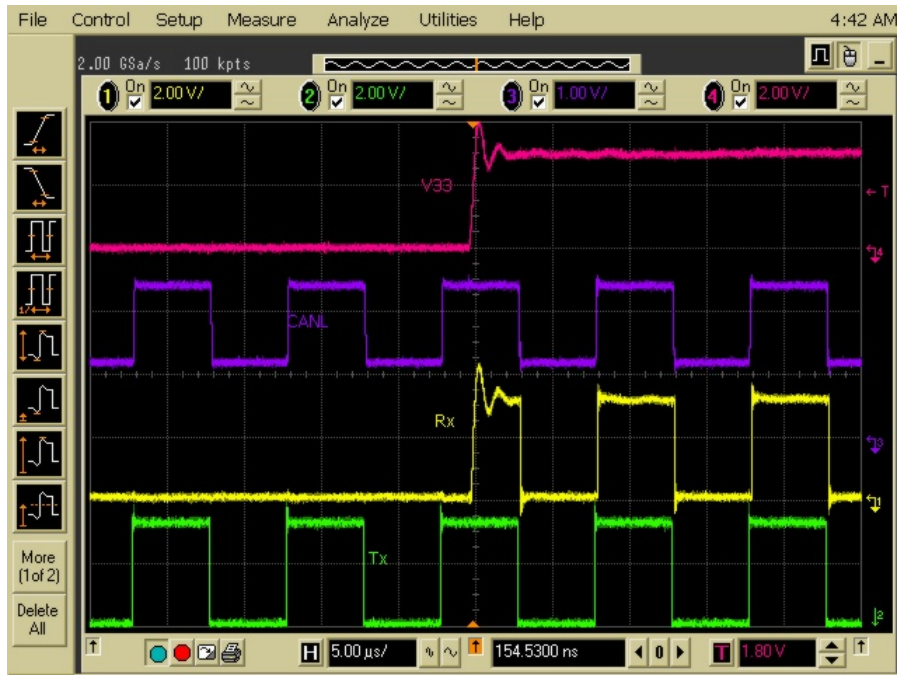 File Control Setup Measure Analyze Utilities Help 4:42 AM
2.00 GSa/s 100 kpts
1 On 2.00 V/ 2 On 2.00 V/ 3 On 1.00 V/ 4 On 2.00 V/
V33
T
4
CANL
Rx
3
1
Tx
More
(1of 2)
Delete
All
2
H 5.00 µs/ 154.5300 ns 0 T 1.80 V